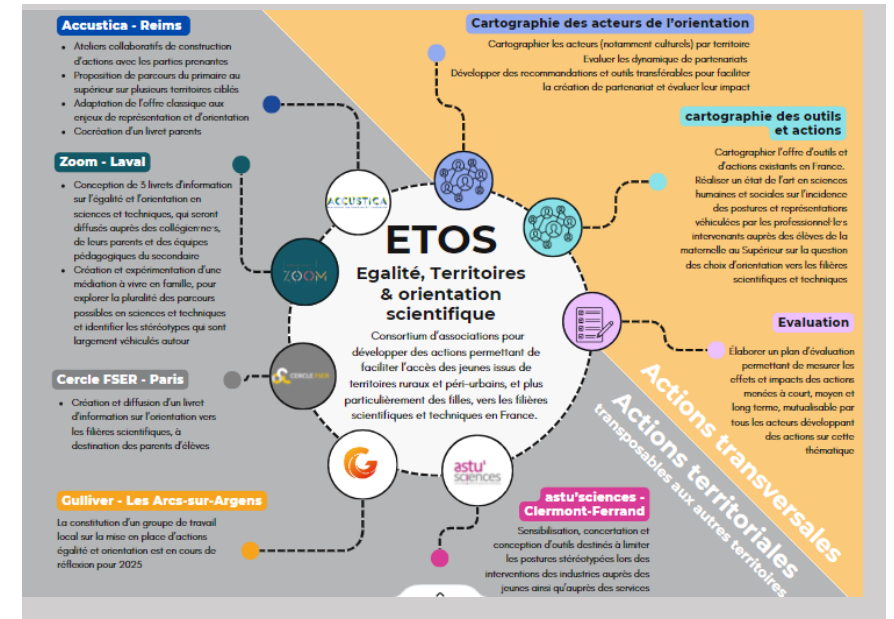 Accustica - Reims
• Ateliers collaboratifs de construction
d'actions avec les parties prenantes
• Proposition de parcours du primaire au
supérieur sur plusieurs territoires ciblés
• Adaptation de l'offre classique aux
enjeux de représentation et d'orientation
• Cocréation d'un livret parents
Zoom - Laval
• Conception de 3 livrets d'information
sur l'égalité et l'orientation en
sciences et techniques, qui seront
diffusés auprès des collégien·ne·s,
de leurs parents et des équipes
pédagogiques du secondaire
• Création et expérimentation d'une
médiation à vivre en famille, pour
explorer la pluralité des parcours
possibles en sciences et techniques
et identifier les stéréotypes qui sont
largement véhiculés autour
Cercle FSER - Paris
• Création et diffusion d'un livret
d'information sur l'orientation vers
les filières scientifiques, à
destination des parents d'élèves
Gulliver - Les Arcs-sur-Argens
La constitution d'un groupe de travail
local sur la mise en place d'actions
égalité et orientation est en cours de
réflexion pour 2025
ACCUSTICA
ZOOM
CERCLE FSER
G
astu'
sciences
ETOS
Egalité, Territoires
& orientation
scientifique
Consortium d'associations pour
développer des actions permettant de
faciliter l'accès des jeunes issus de
territoires ruraux et péri-urbains, et plus
particulièrement des filles, vers les filières
scientifiques et techniques en France.
Cartographie des acteurs de l'orientation
Cartographier les acteurs (notamment culturels) par territoire
Evaluer les dynamique de partenariats
Développer des recommandations et outils transférables pour faciliter
la création de partenariat et évaluer leur impact
cartographie des outils
et actions
Cartographier l'offre d'outils et
d'actions existants en France.
Réaliser un état de l'art en sciences
humaines et sociales sur l'incidence
des postures et représentations
véhiculées par les professionnel·le·s
intervenants auprès des élèves de la
maternelle au Supérieur sur la question
des choix d'orientation vers les filières
scientifiques et techniques
Evaluation
Élaborer un plan d'évaluation
permettant de mesurer les
effets et impacts des actions
menées à court, moyen et
long terme, mutualisable par
tous les acteurs développant
des actions sur cette
thématique
Actions transversales
Actions territoriales
transposables aux autres territoires
astu'sciences -
Clermont-Ferrand
Sensibilisation, concertation et
conception d'outils destinés à limiter
les postures stéréotypées lors des
interventions des industries auprès des
jeunes ainsi qu'auprès des services